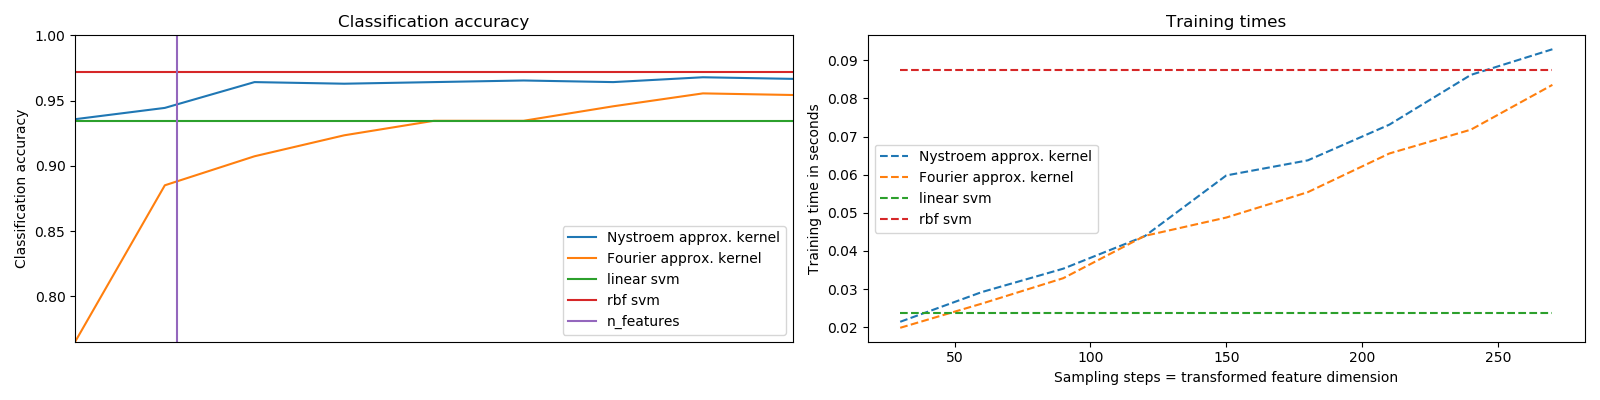 Classification accuracy
Classification accuracy
1.00
0.95
0.90
0.85
0.80
Nystroem approx. kernel
Fourier approx. kernel
linear svm
rbf svm
n_features
Training times
Training time in seconds
0.09
0.08
0.07
0.06
0.05
0.04
0.03
0.02
Nystroem approx. kernel
Fourier approx. kernel
linear svm
rbf svm
50 100 150 200 250
Sampling steps = transformed feature dimension